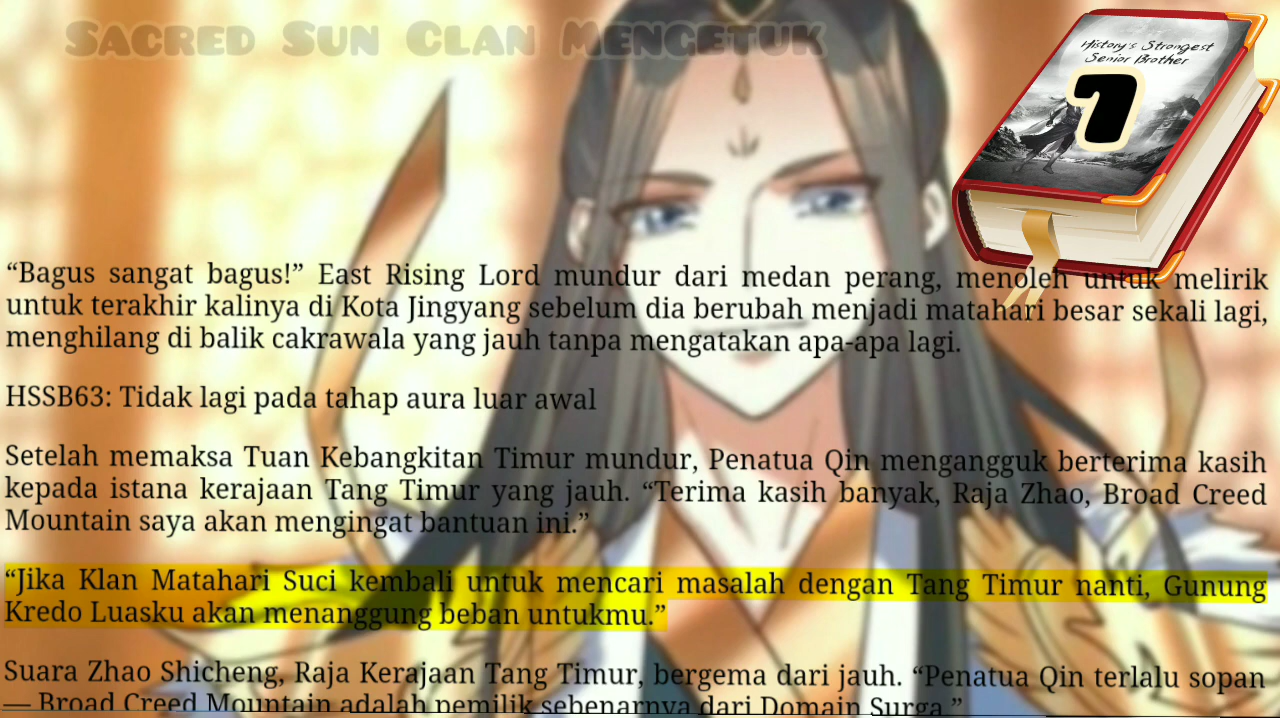 Sacred Sun Clan Mengetuk
History's Strongest
Senior Brother
7
“Bagus sangat bagus!” East Rising Lord mundur dari medan perang, menoleh untuk melirik
untuk terakhir kalinya di Kota Jingyang sebelum dia berubah menjadi matahari besar sekali lagi,
menghilang di balik cakrawala yang jauh tanpa mengatakan apa-apa lagi.
HSSB63: Tidak lagi pada tahap aura luar awal
Setelah memaksa Tuan Kebangkitan Timur mundur, Penatua Qin mengangguk berterima kasih
kepada istana kerajaan Tang Timur yang jauh. “Terima kasih banyak, Raja Zhao, Broad Creed
Mountain saya akan mengingat bantuan ini.”
“Jika Klan Matahari Suci kembali untuk mencari masalah dengan Tang Timur nanti, Gunung
Kredo Luasku akan menanggung beban untukmu.”
Suara Zhao Shicheng, Raja Kerajaan Tang Timur, bergema dari jauh. “Penatua Qin terlalu sopan
— Broad Creed Mountain adalah pemilik sebenarnya dari Domain Surga.”